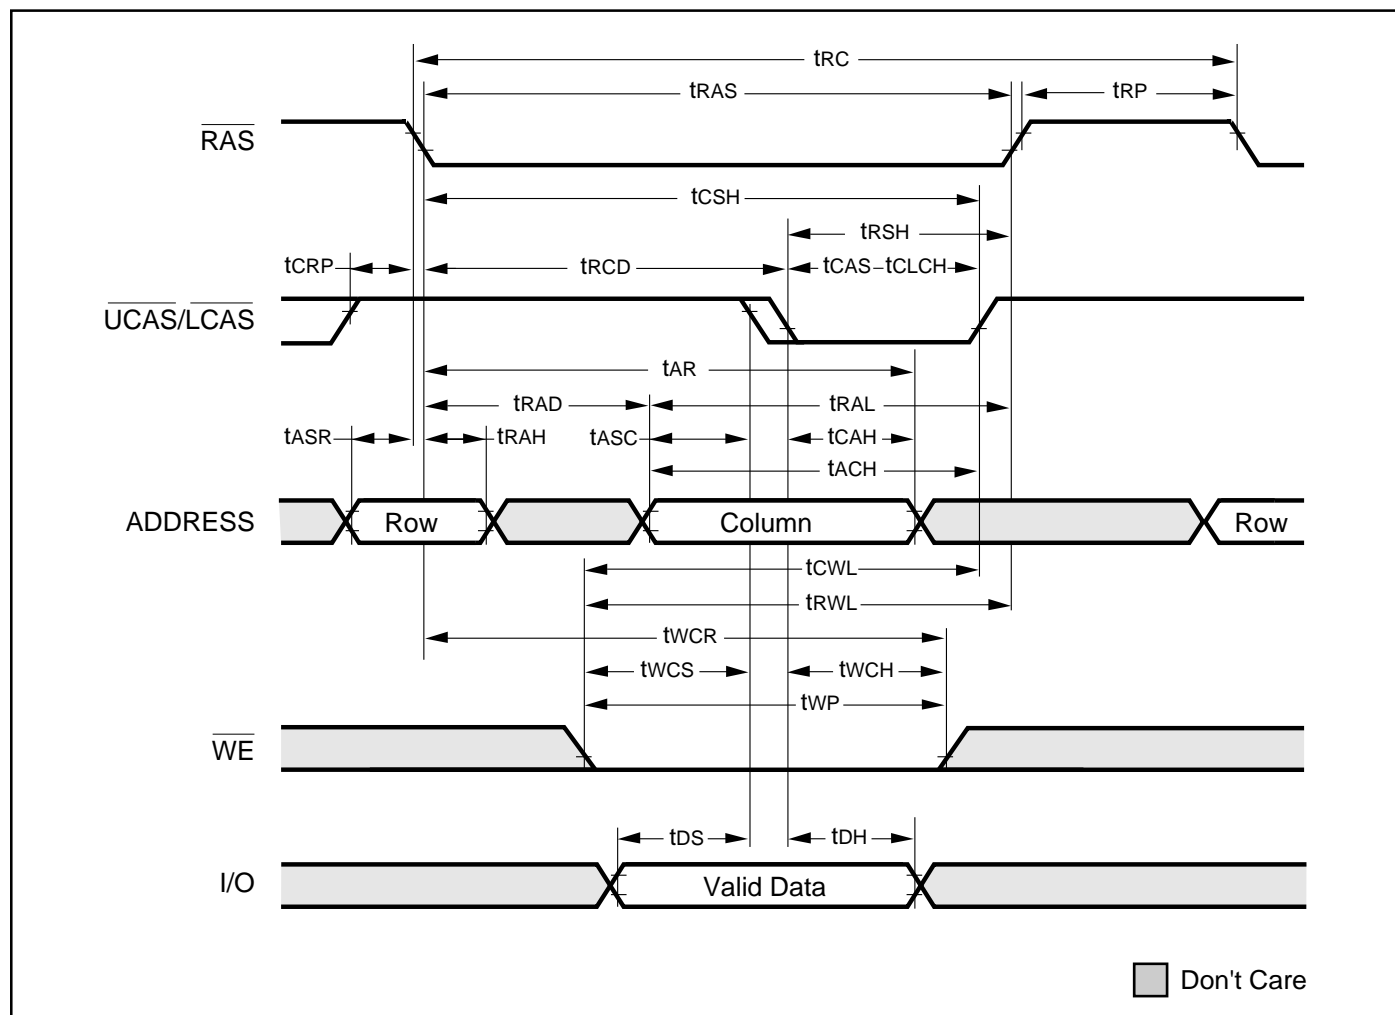 tRC
tRAS
tRP
RAS
tCSH
tRSH
tCRP
tRCD
tCAS tCLCH
UCAS/LCAS
tAR
tRAD
tRAL
tASR
tRAH
tASC
tCAH
tACH
ADDRESS
Row
Column
Row
tCWL
tRWL
tWCR
tWCS
tWCH
tWP
WE
tDS
tDH
I/O
Valid Data
Don't Care